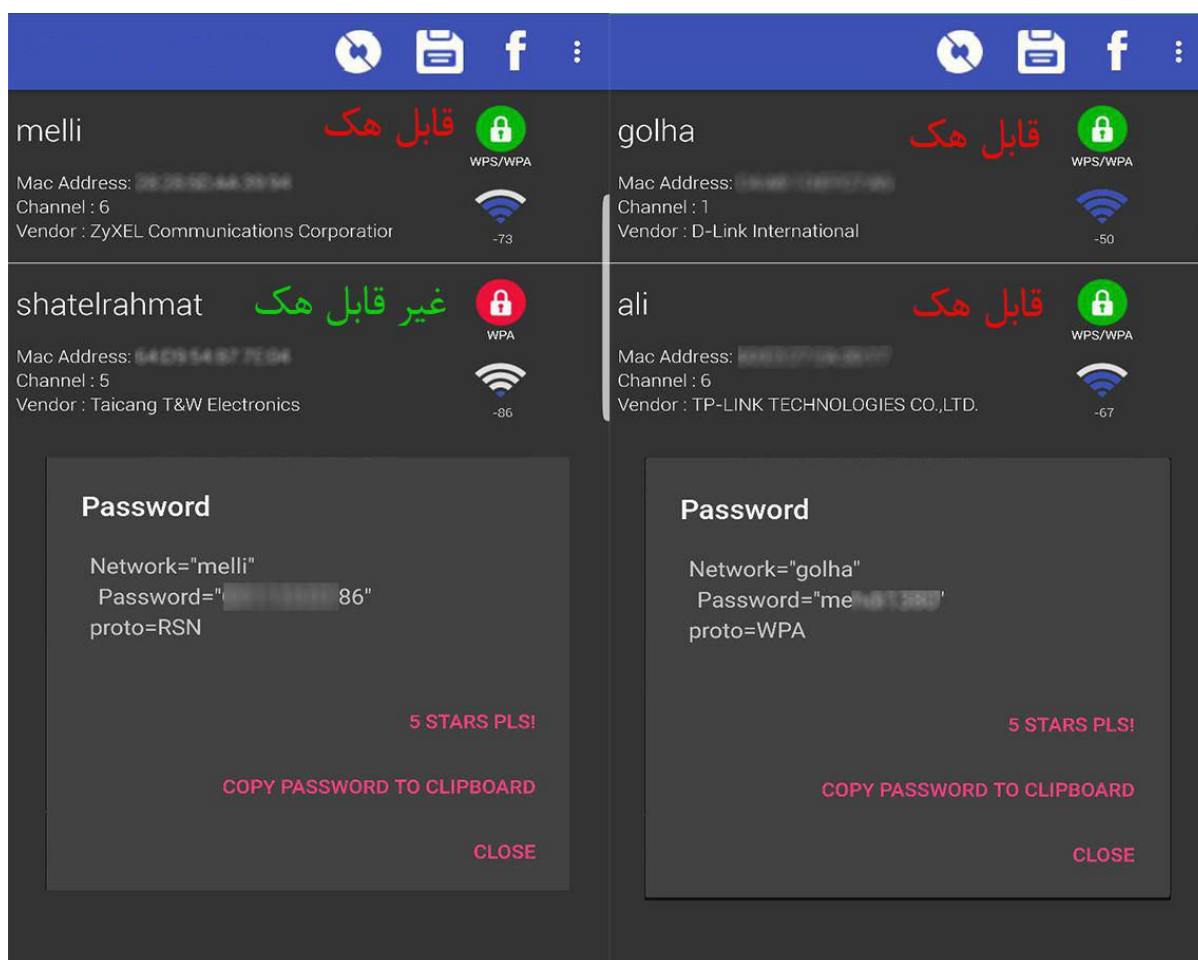 melli
قابل هک
WPS/WPA
Mac Address:
Channel : 6
Vendor : ZyXEL Communications Corporation
-73
shatelrahmat
غیر قابل هک
WPA
Mac Address:
Channel : 5
Vendor : Taicang T&W Electronics
-86
Password
Network="melli"
Password=" 86"
proto=RSN
5 STARS PLS!
COPY PASSWORD TO CLIPBOARD
CLOSE
golha
قابل هک
WPS/WPA
Mac Address:
Channel : 1
Vendor : D-Link International
-50
ali
قابل هک
WPS/WPA
Mac Address:
Channel : 6
Vendor : TP-LINK TECHNOLOGIES CO.,LTD.
-67
Password
Network="golha"
Password="me
proto=WPA
5 STARS PLS!
COPY PASSWORD TO CLIPBOARD
CLOSE